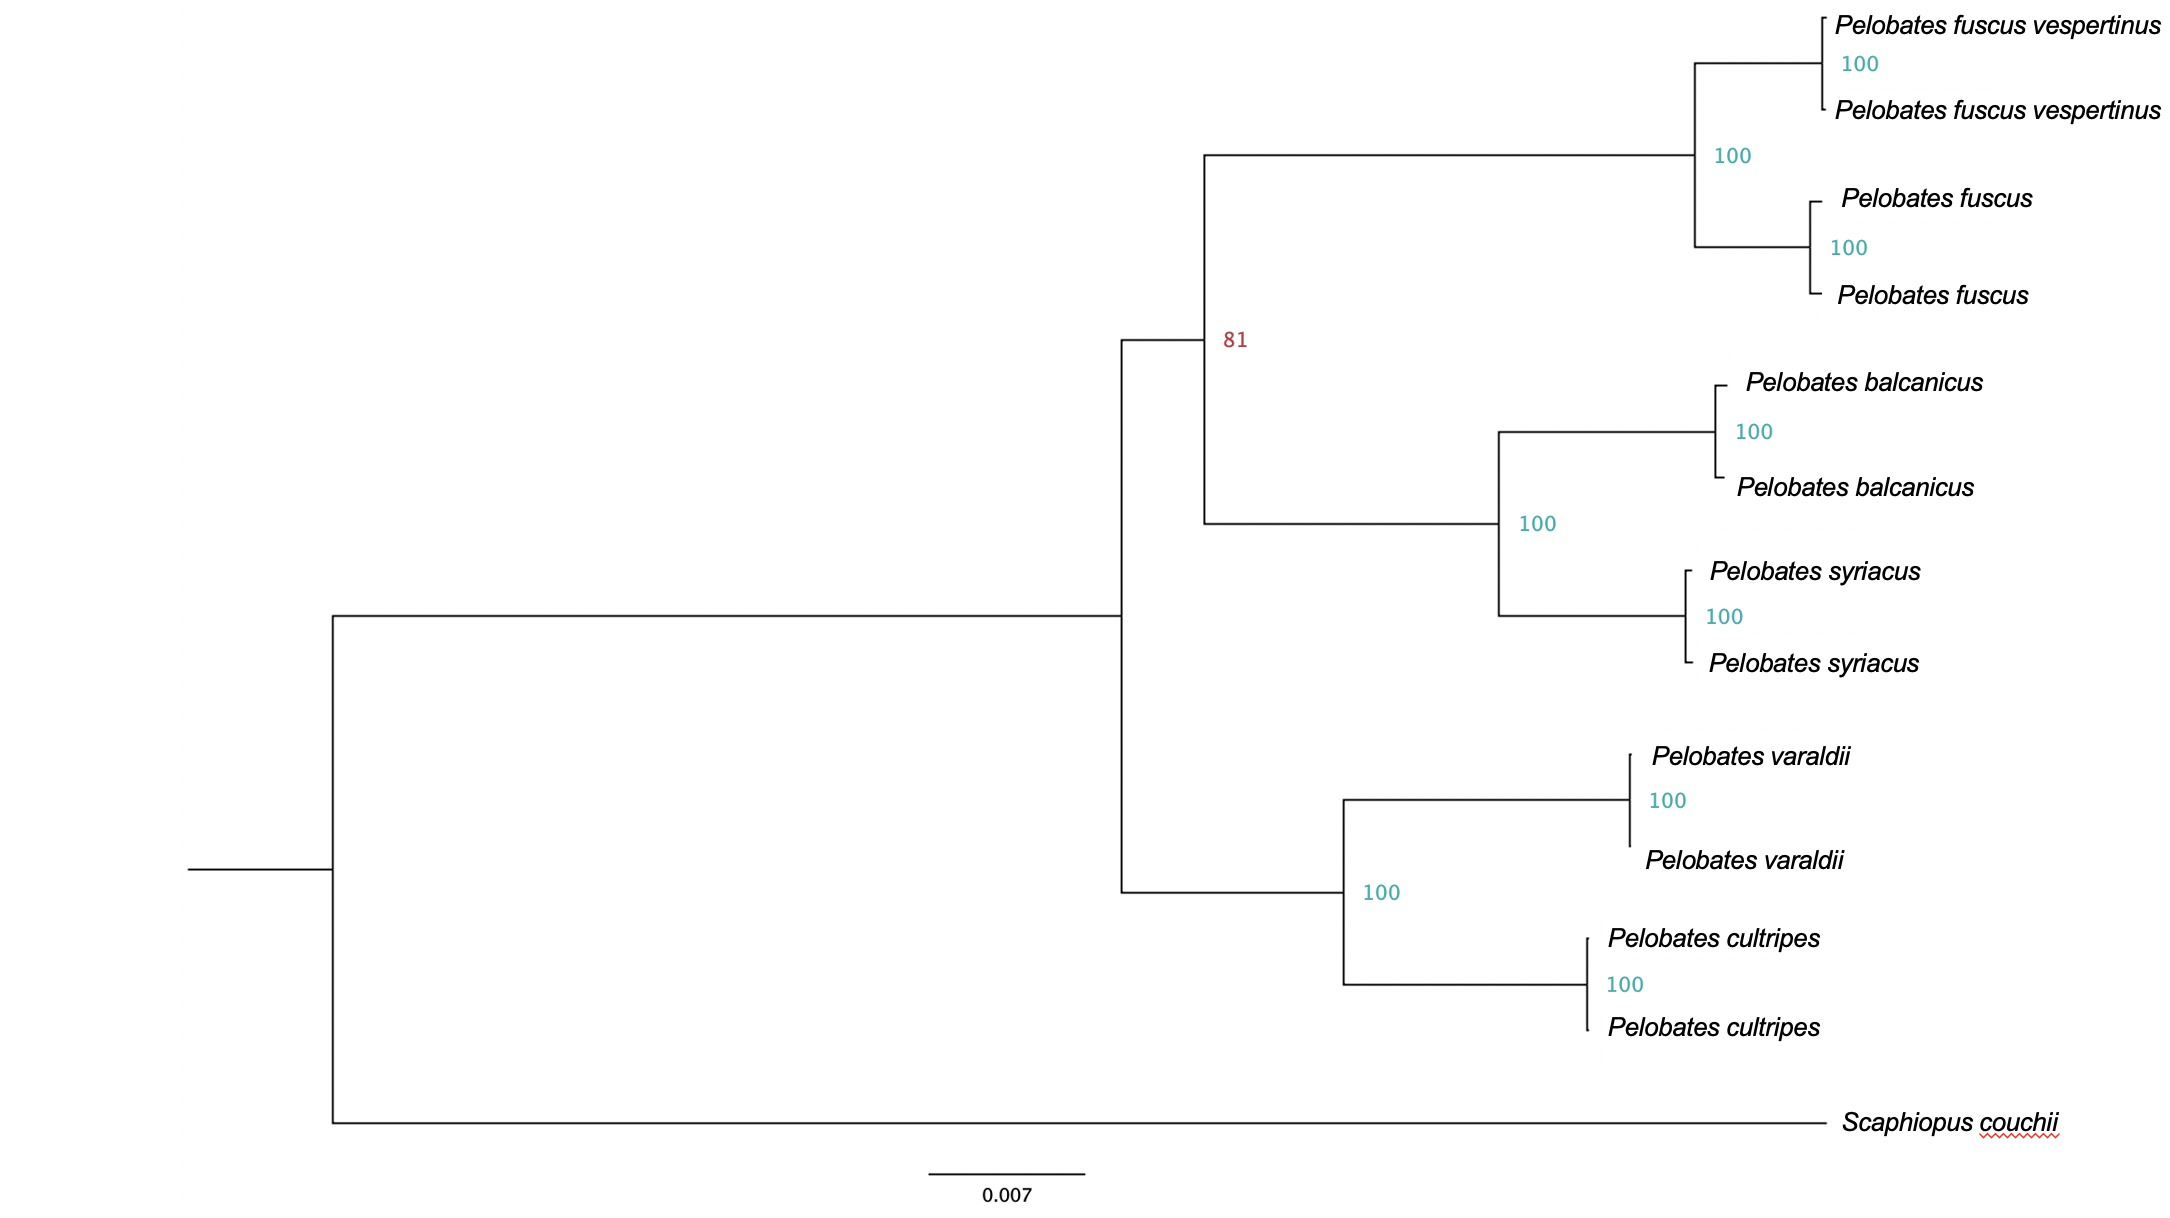 Pelobates fuscus vespertinus
100
Pelobates fuscus vespertinus
100
Pelobates fuscus
100
Pelobates fuscus
81
Pelobates balcanicus
100
Pelobates balcanicus
100
Pelobates syriacus
100
Pelobates syriacus
Pelobates varaldii
100
Pelobates varaldii
100
Pelobates cultripes
100
Pelobates cultripes
Scaphiopus couchii
0.007